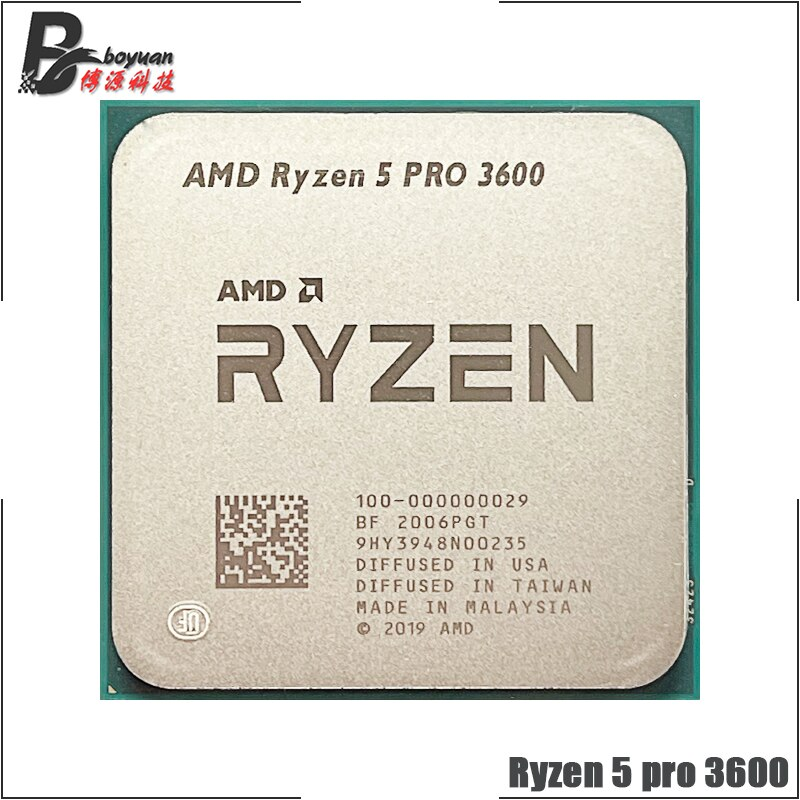 boyuan
博源科技
AMD Ryzen 5 PRO 3600
AMD
RYZEN
100-000000029
BF 2006PGT
9HY3948N00235
DIFFUSED IN USA
DIFFUSED IN TAIWAN
MADE IN MALAYSIA
© 2019 AMD
Ryzen 5 pro 3600